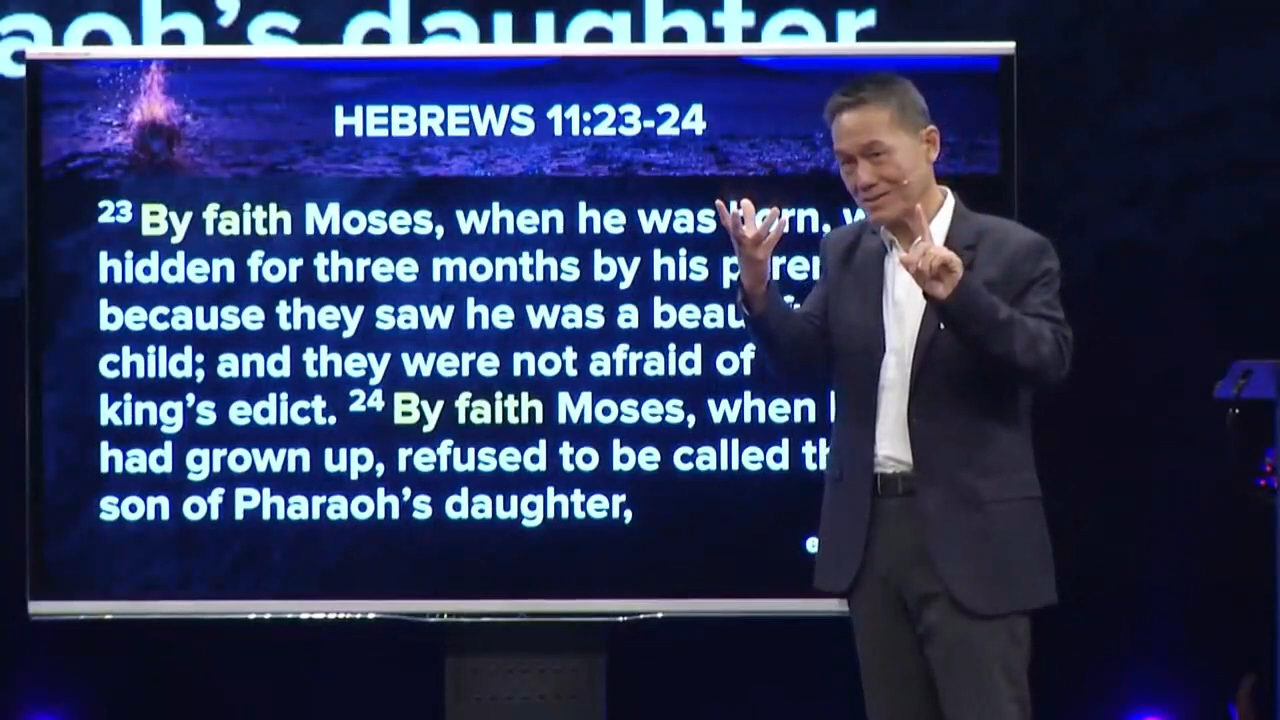 aoh’s daughter
HEBREWS 11:23-24
23 By faith Moses, when he was born,
hidden for three months by his
because they saw he was a
child; and they were not afraid of
king’s edict. 24 By faith Moses, when
had grown up, refused to be called
son of Pharaoh’s daughter,